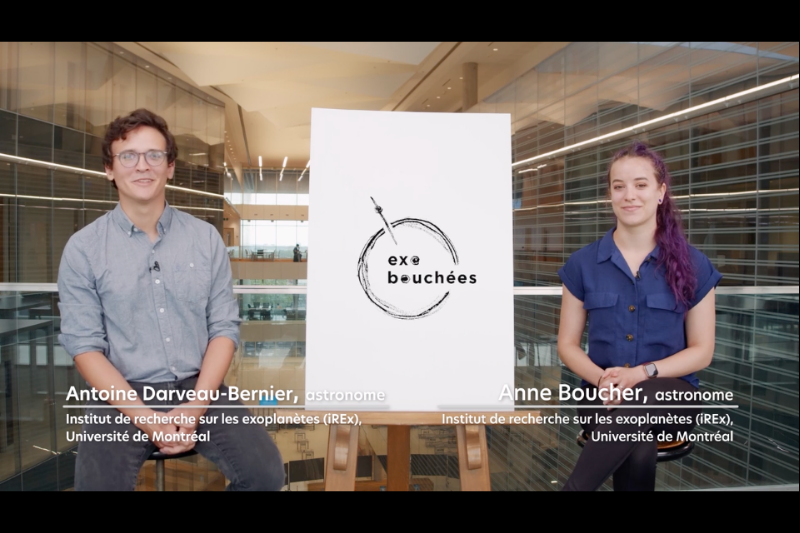 exo
bouchées
Antoine Darveau-Bernier, astronome
Institut de recherche sur les exoplanètes (iREx),
Université de Montréal
Anne Boucher, astronome
Institut de recherche sur les exoplanètes (iREx),
Université de Montréal